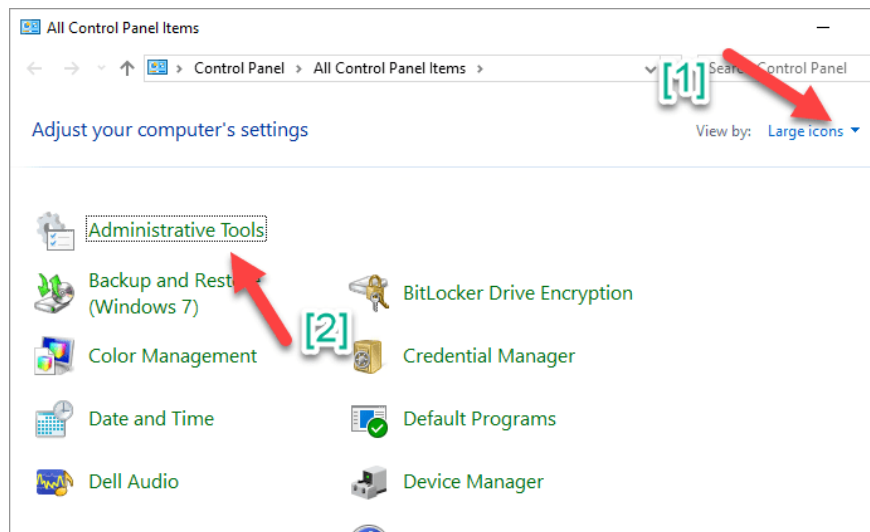 All Control Panel Items
Control Panel > All Control Panel Items >
Search Control Panel
[1]
Adjust your computer's settings
View by: Large icons
Administrative Tools
Backup and Restore
(Windows 7)
BitLocker Drive Encryption
[2]
Color Management
Credential Manager
Date and Time
Default Programs
Dell Audio
Device Manager